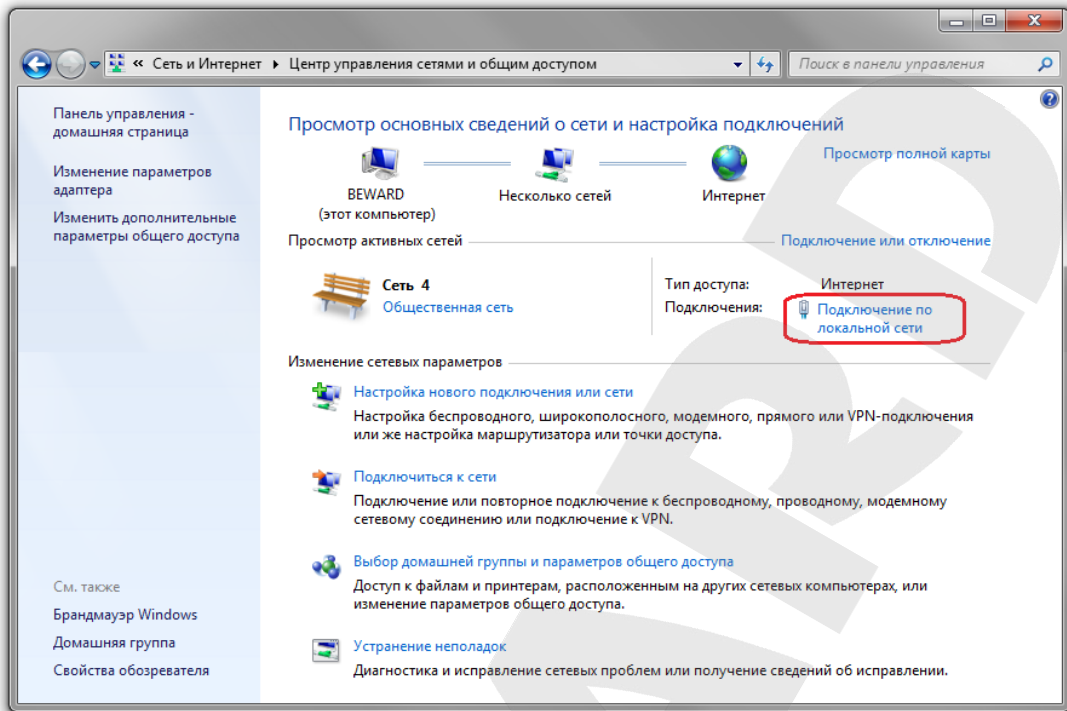 « Сеть и Интернет ▸ Центр управления сетями и общим доступом
Поиск в панели управления
Панель управления -
домашняя страница
Изменение параметров
адаптера
Изменить дополнительные
параметры общего доступа
См. также
Брандмауэр Windows
Домашняя группа
Свойства обозревателя
Просмотр основных сведений о сети и настройка подключений
Просмотр полной карты
BEWARD
(этот компьютер)
Несколько сетей
Интернет
Просмотр активных сетей
Подключение или отключение
Сеть 4
Общественная сеть
Тип доступа: Интернет
Подключения: Подключение по
локальной сети
Изменение сетевых параметров
Настройка нового подключения или сети
Настройка беспроводного, широкополосного, модемного, прямого или VPN-подключения
или же настройка маршрутизатора или точки доступа.
Подключиться к сети
Подключение или повторное подключение к беспроводному, проводному, модемному
сетевому соединению или подключение к VPN.
Выбор домашней группы и параметров общего доступа
Доступ к файлам и принтерам, расположенным на других сетевых компьютерах, или
изменение параметров общего доступа.
Устранение неполадок
Диагностика и исправление сетевых проблем или получение сведений об исправлении.